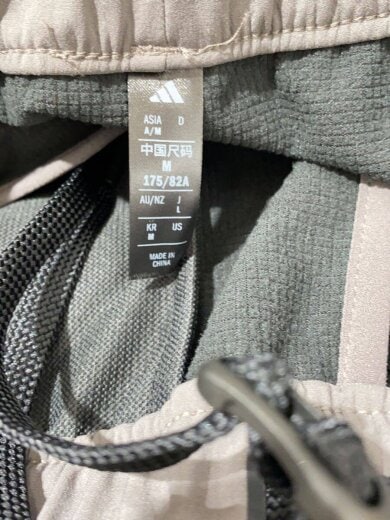 ASIA D
A/M
中国尺码
M
175/82A
AU/NZ J
L
KR US
M
MADE IN
CHINA